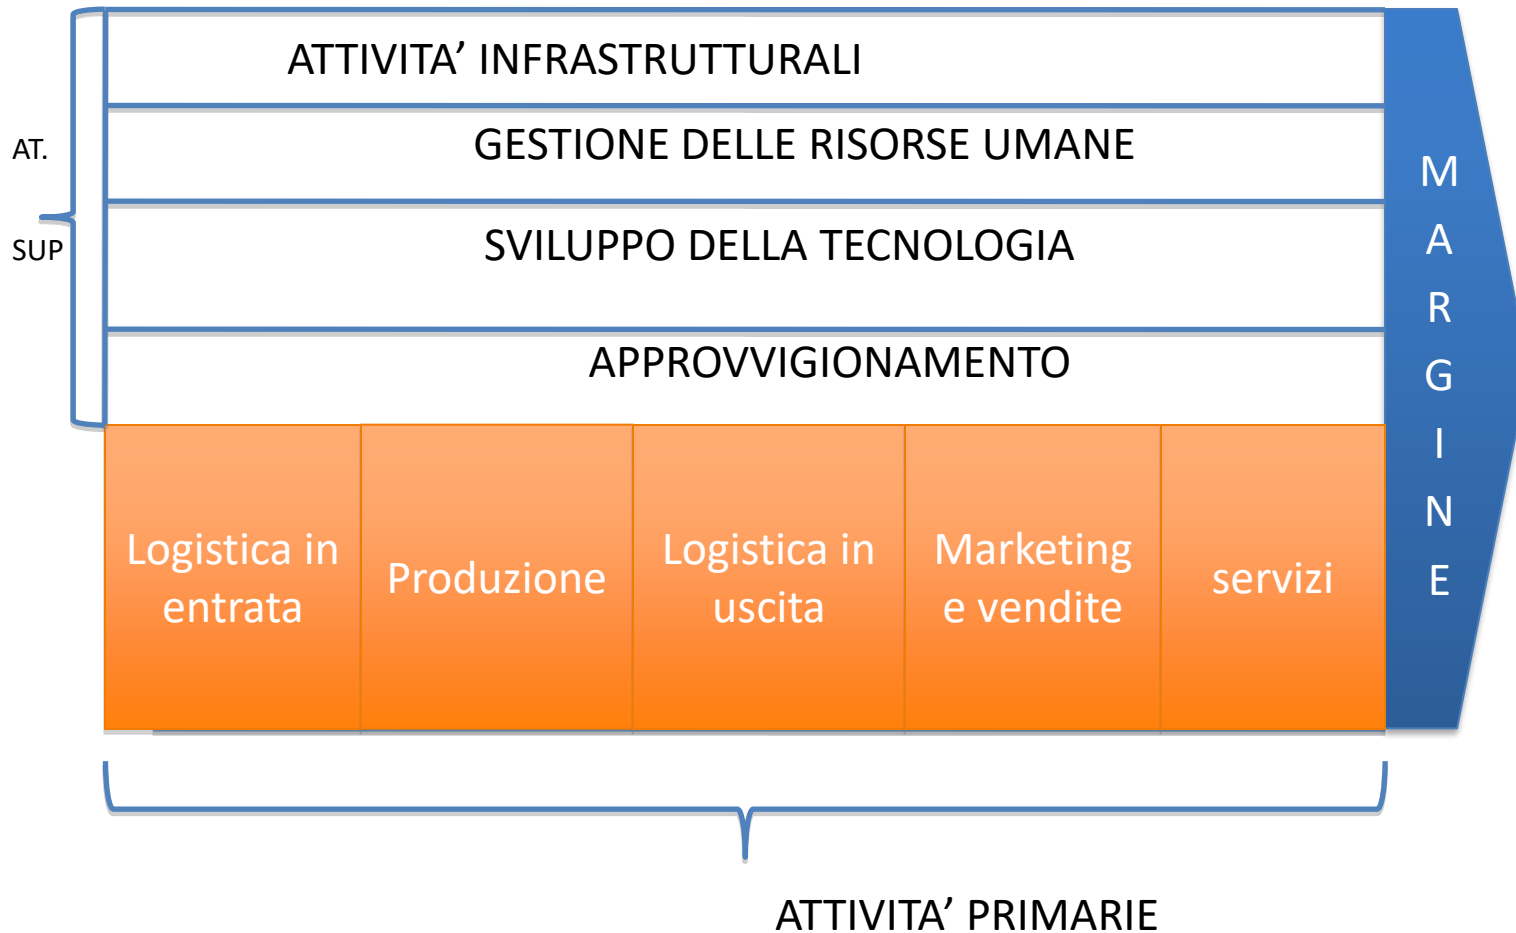 ATTIVITA’ INFRASTRUTTURALI
AT.
SUP
GESTIONE DELLE RISORSE UMANE
SVILUPPO DELLA TECNOLOGIA
APPROVVIGIONAMENTO
Logistica in
entrata
Produzione
Logistica in
uscita
Marketing
e vendite
servizi
M
A
R
G
I
N
E
ATTIVITA’ PRIMARIE